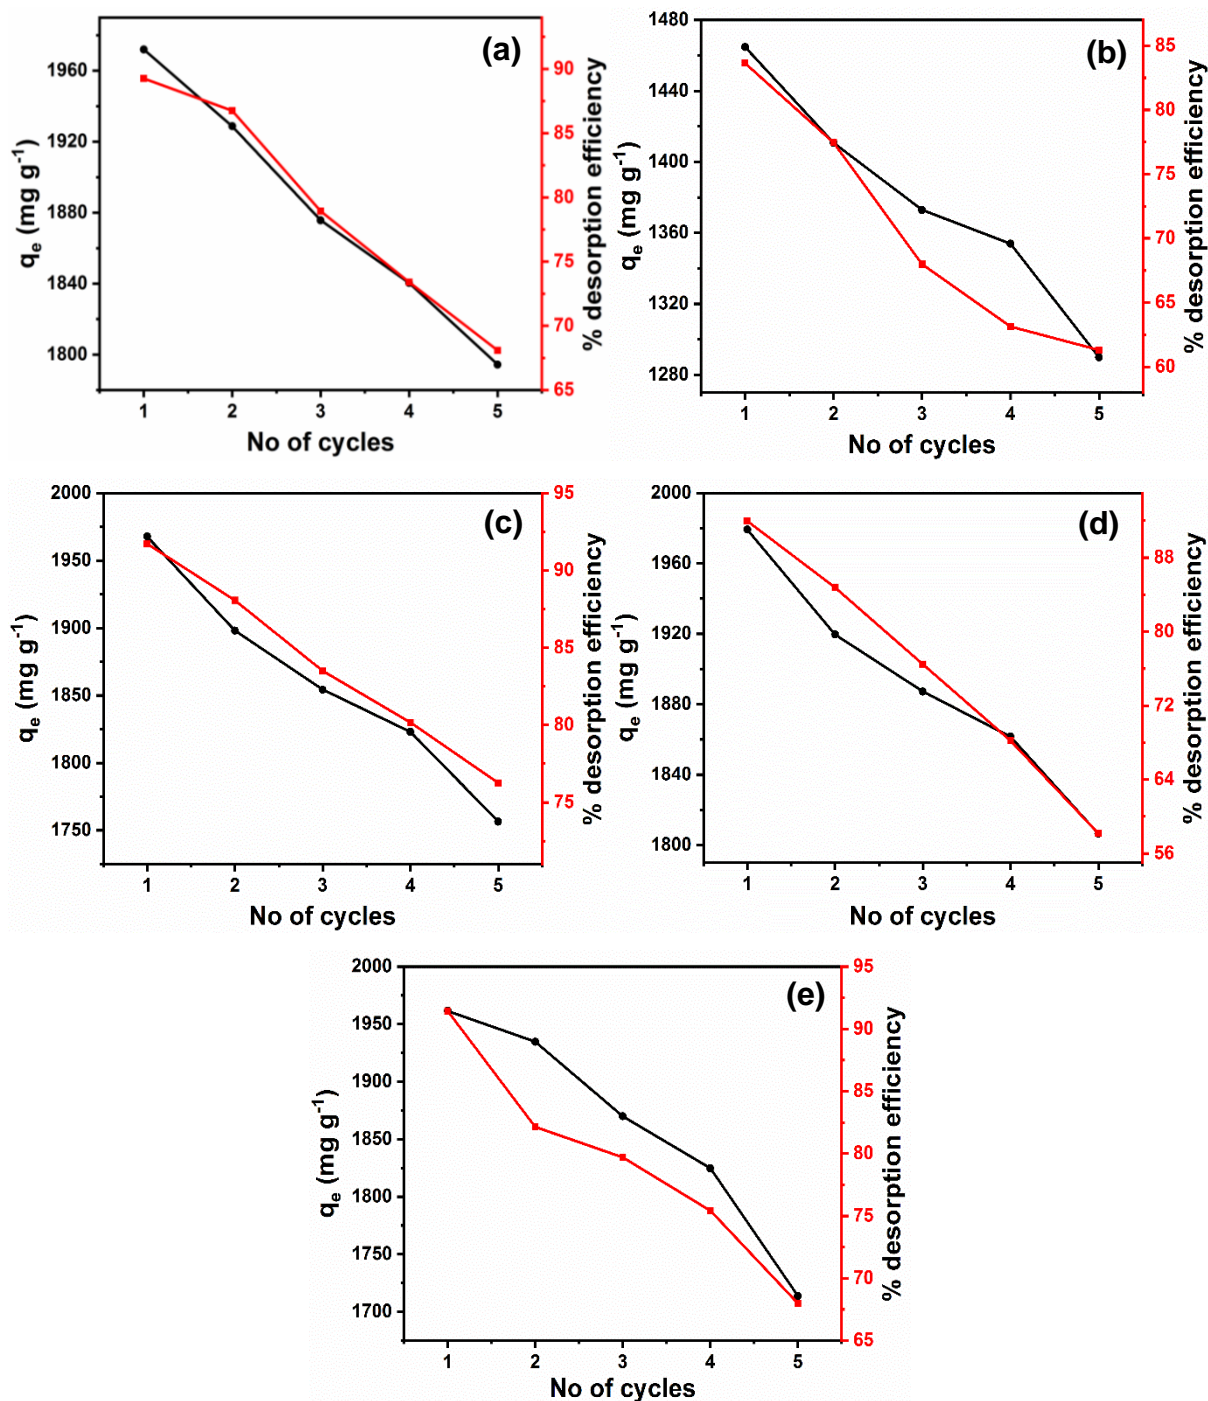 (a)
1960
1920
1880
1840
1800
90
85
80
75
70
65
1 2 3 4 5
qe (mg g-1)
% desorption efficiency
No of cycles
(b)
1480
1440
1400
1360
1320
1280
85
80
75
70
65
60
1 2 3 4 5
qe (mg g-1)
% desorption efficiency
No of cycles
(c)
2000
1950
1900
1850
1800
1750
95
90
85
80
75
1 2 3 4 5
qe (mg g-1)
% desorption efficiency
No of cycles
(d)
2000
1960
1920
1880
1840
1800
88
80
72
64
56
1 2 3 4 5
qe (mg g-1)
% desorption efficiency
No of cycles
(e)
2000
1950
1900
1850
1800
1750
1700
95
90
85
80
75
70
65
1 2 3 4 5
qe (mg g-1)
% desorption efficiency
No of cycles